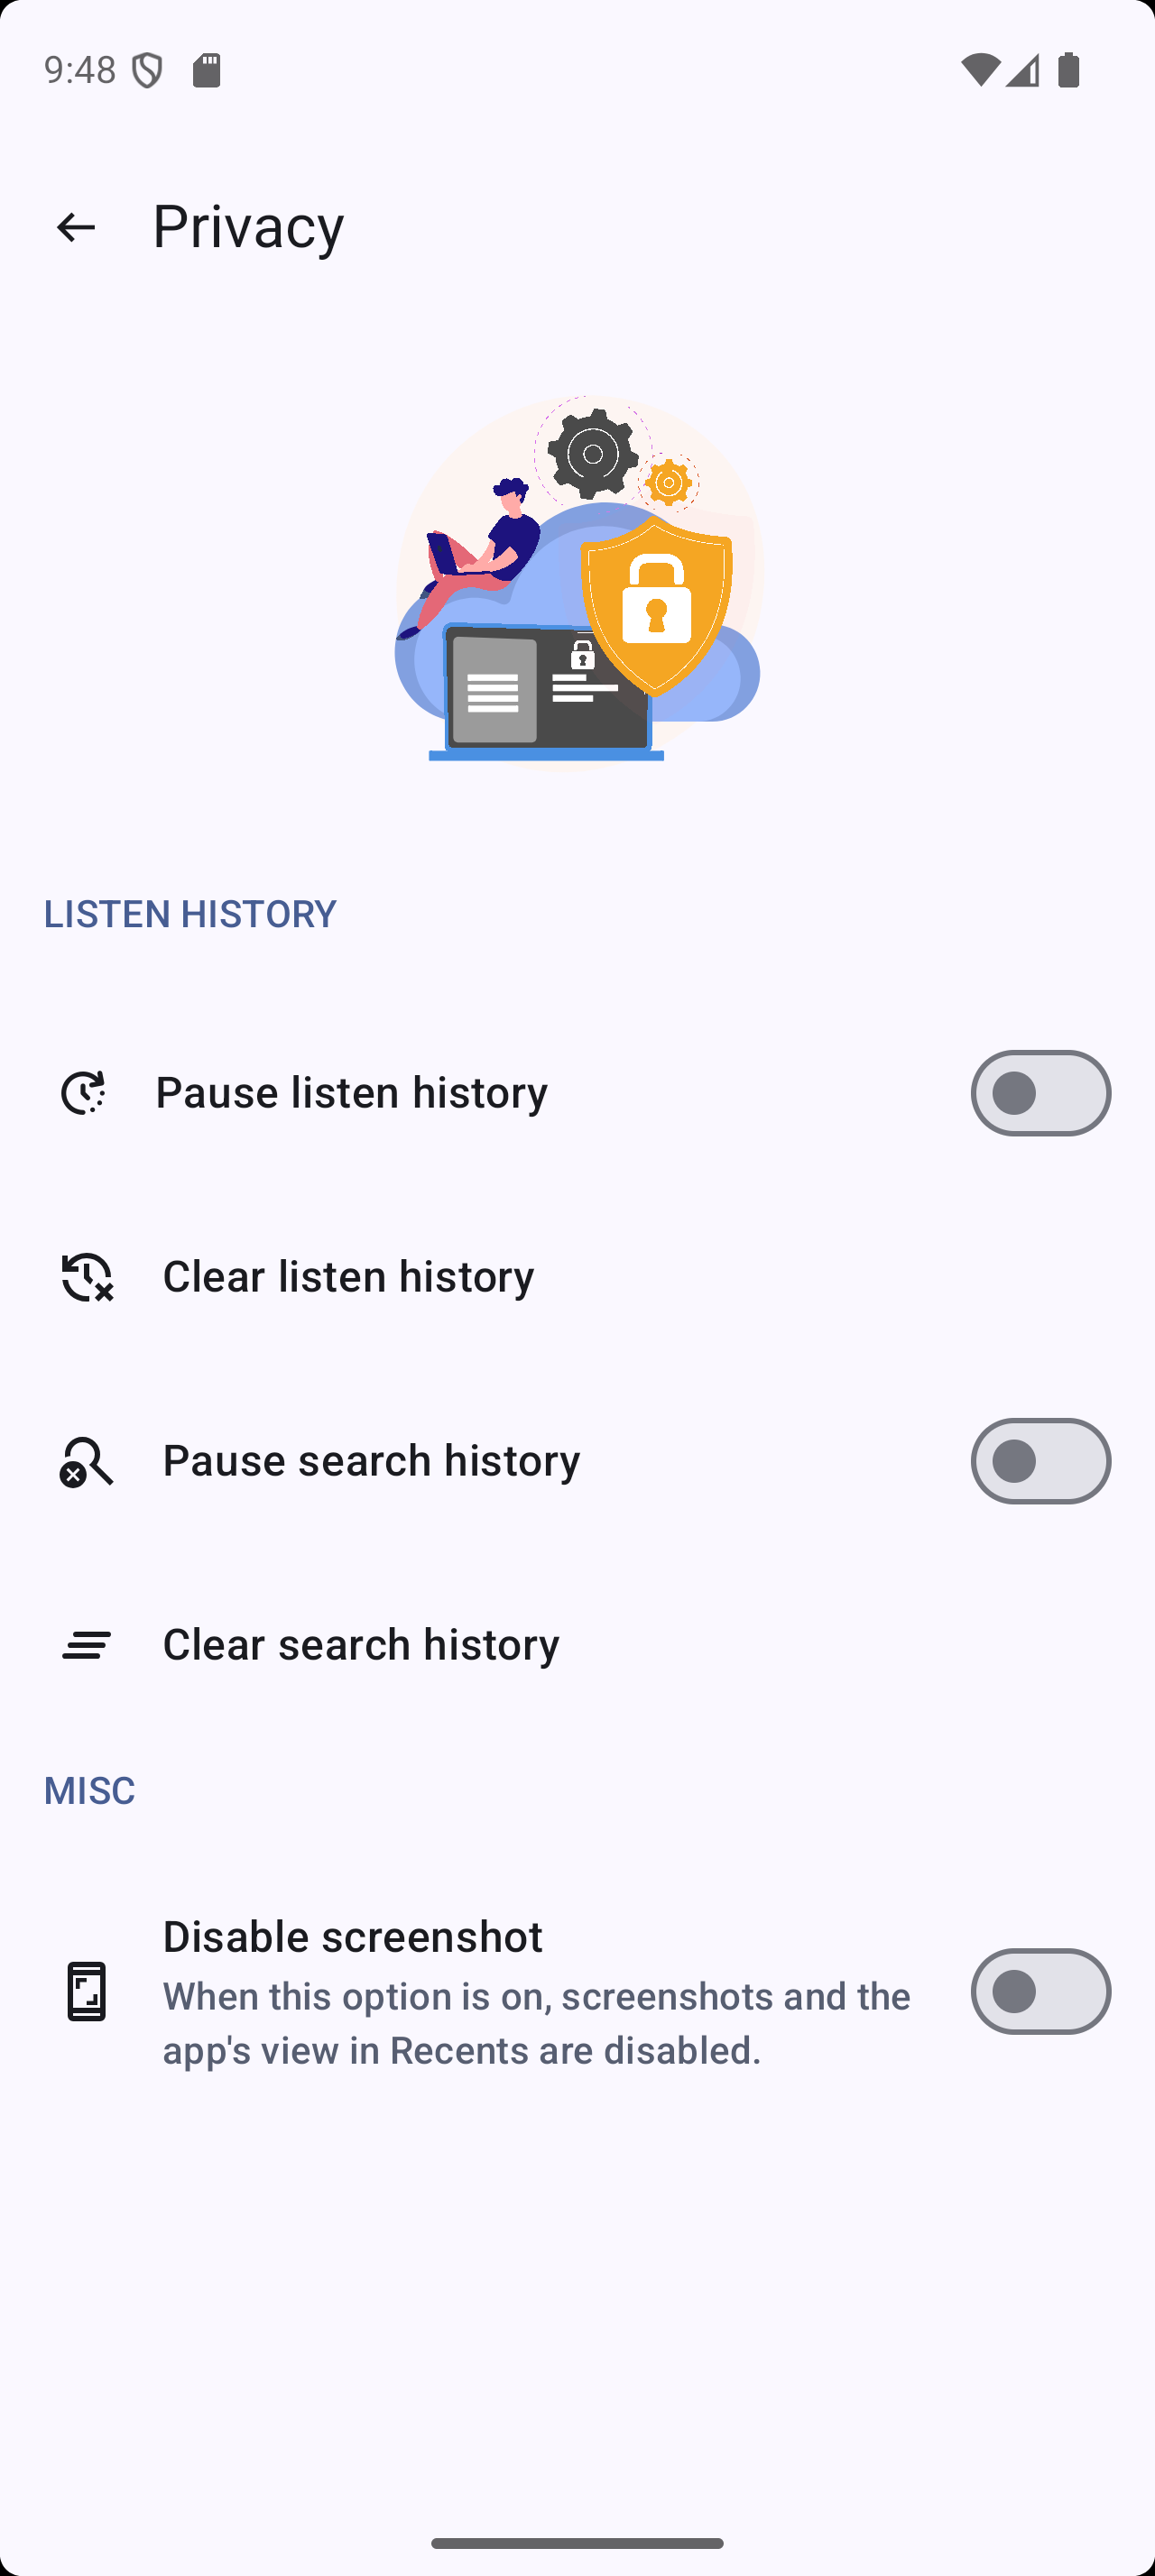 9:48
Privacy
LISTEN HISTORY
Pause listen history
Clear listen history
Pause search history
Clear search history
MISC
Disable screenshot
When this option is on, screenshots and the
app's view in Recents are disabled.